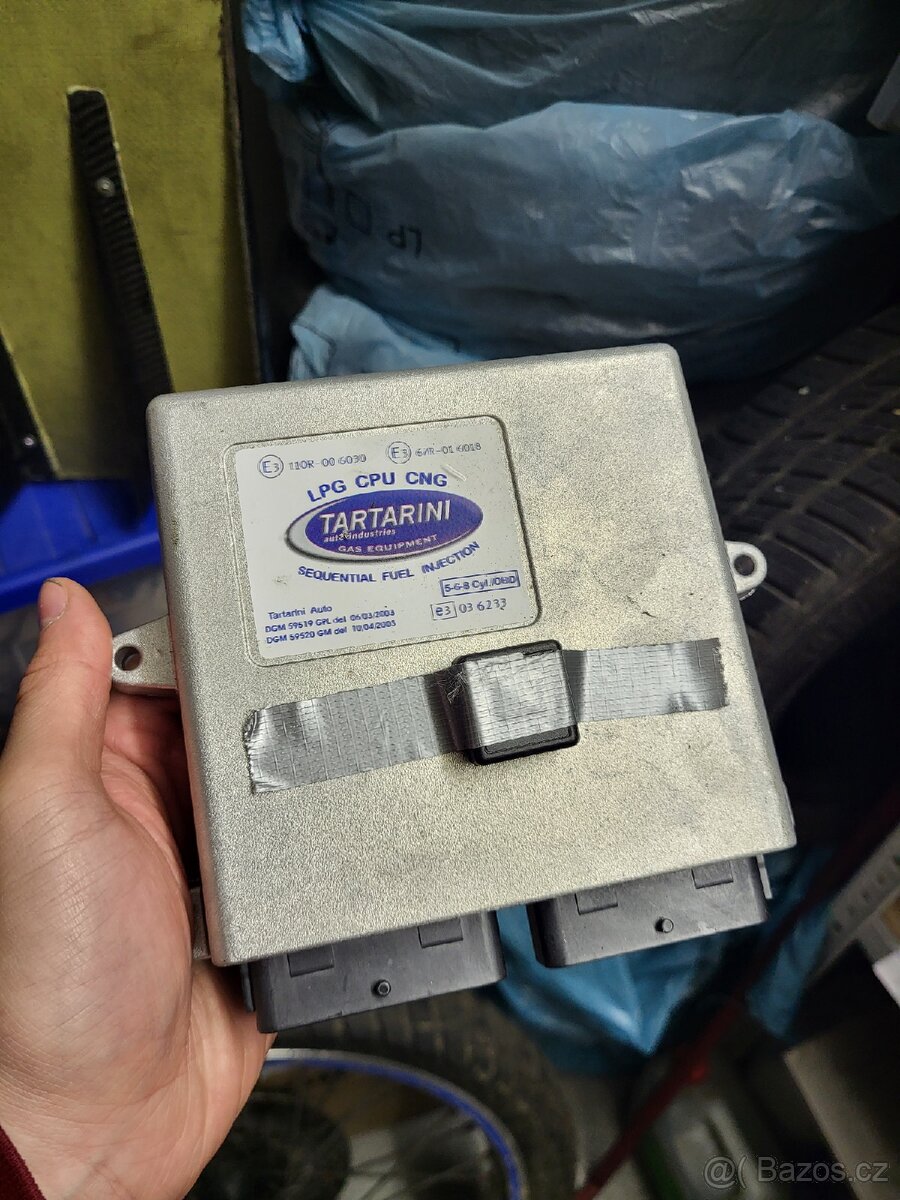 LP
E3 110R-00 6030 E3 67R-01 6018
LPG CPU CNG
TARTARINI
auto industries
GAS EQUIPMENT
SEQUENTIAL FUEL INJECTION
5-6-8 Cyl./OBD
Tartarini Auto
DGM 59519 GPL del 06/03/2003
DGM 59520 GM del 10/04/2003
e3 03 6233
@( Bazos.cz